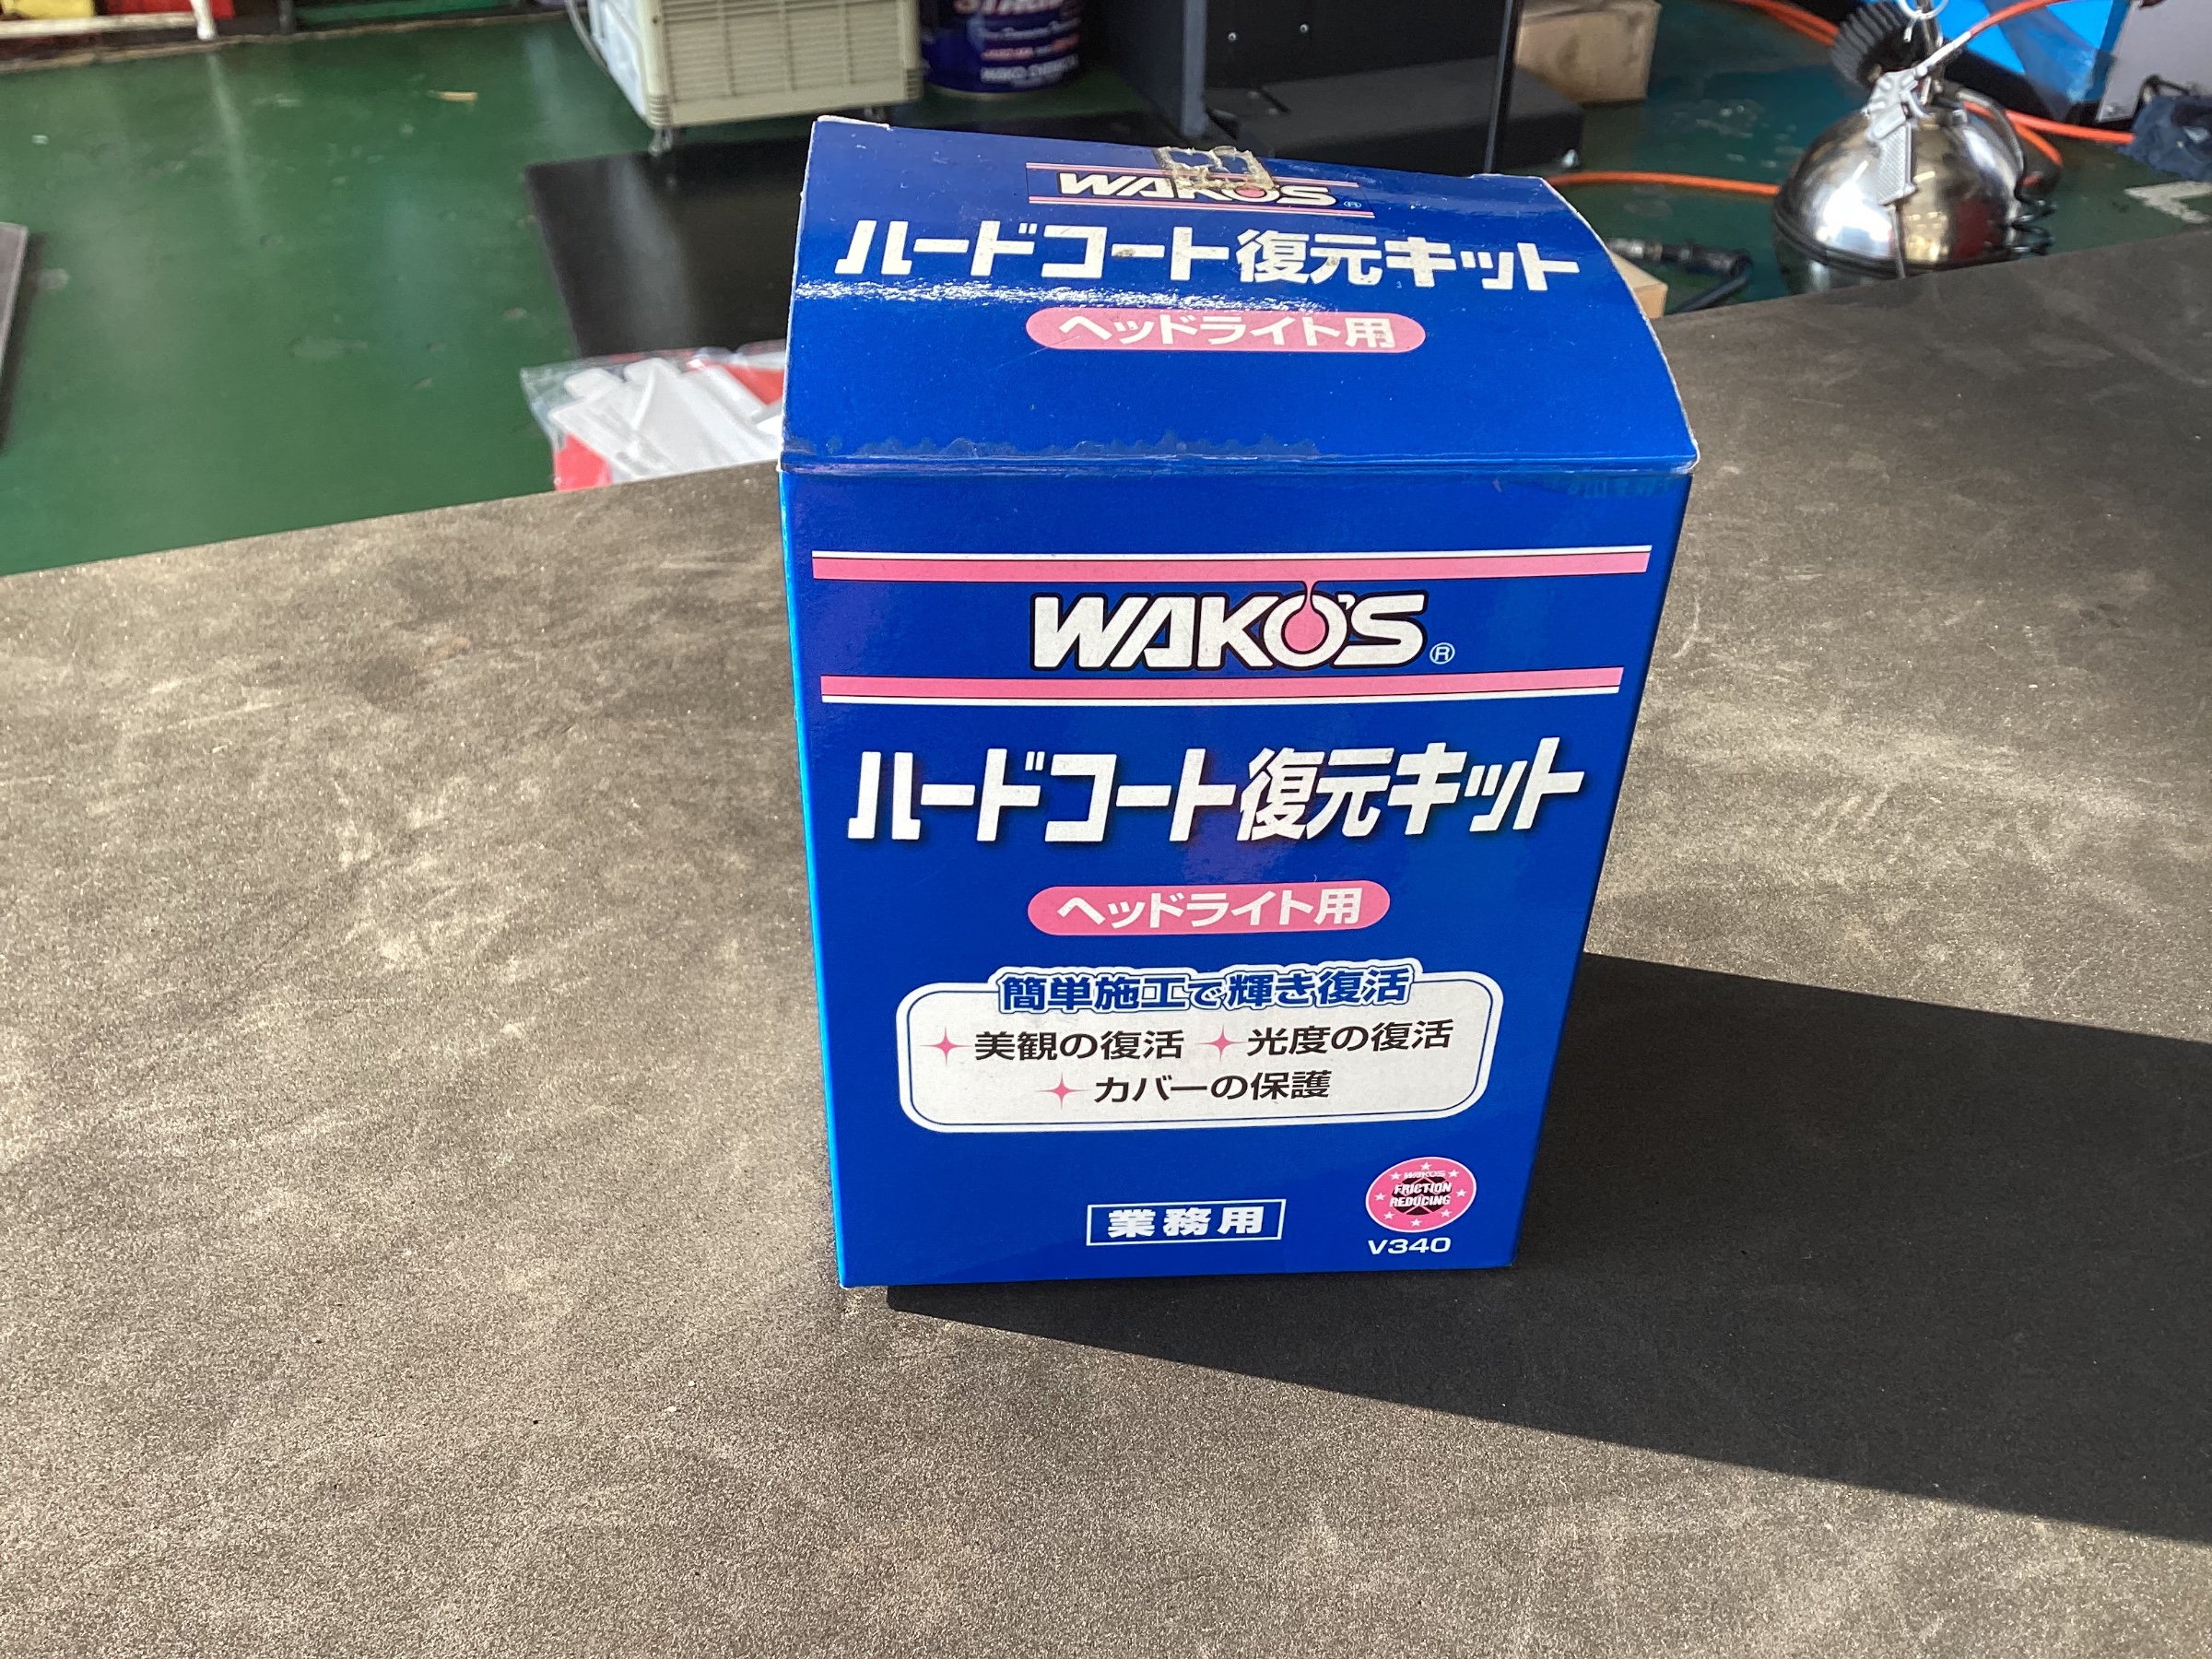 WAKO'S®
ハードコート復元キット
ヘッドライト用
WAKO'S®
ハードコート復元キット
ヘッドライト用
簡単施工で輝き復活
美観の復活 光度の復活
カバーの保護
業務用
WAKO'S
FRICTION
REDUCING
V340